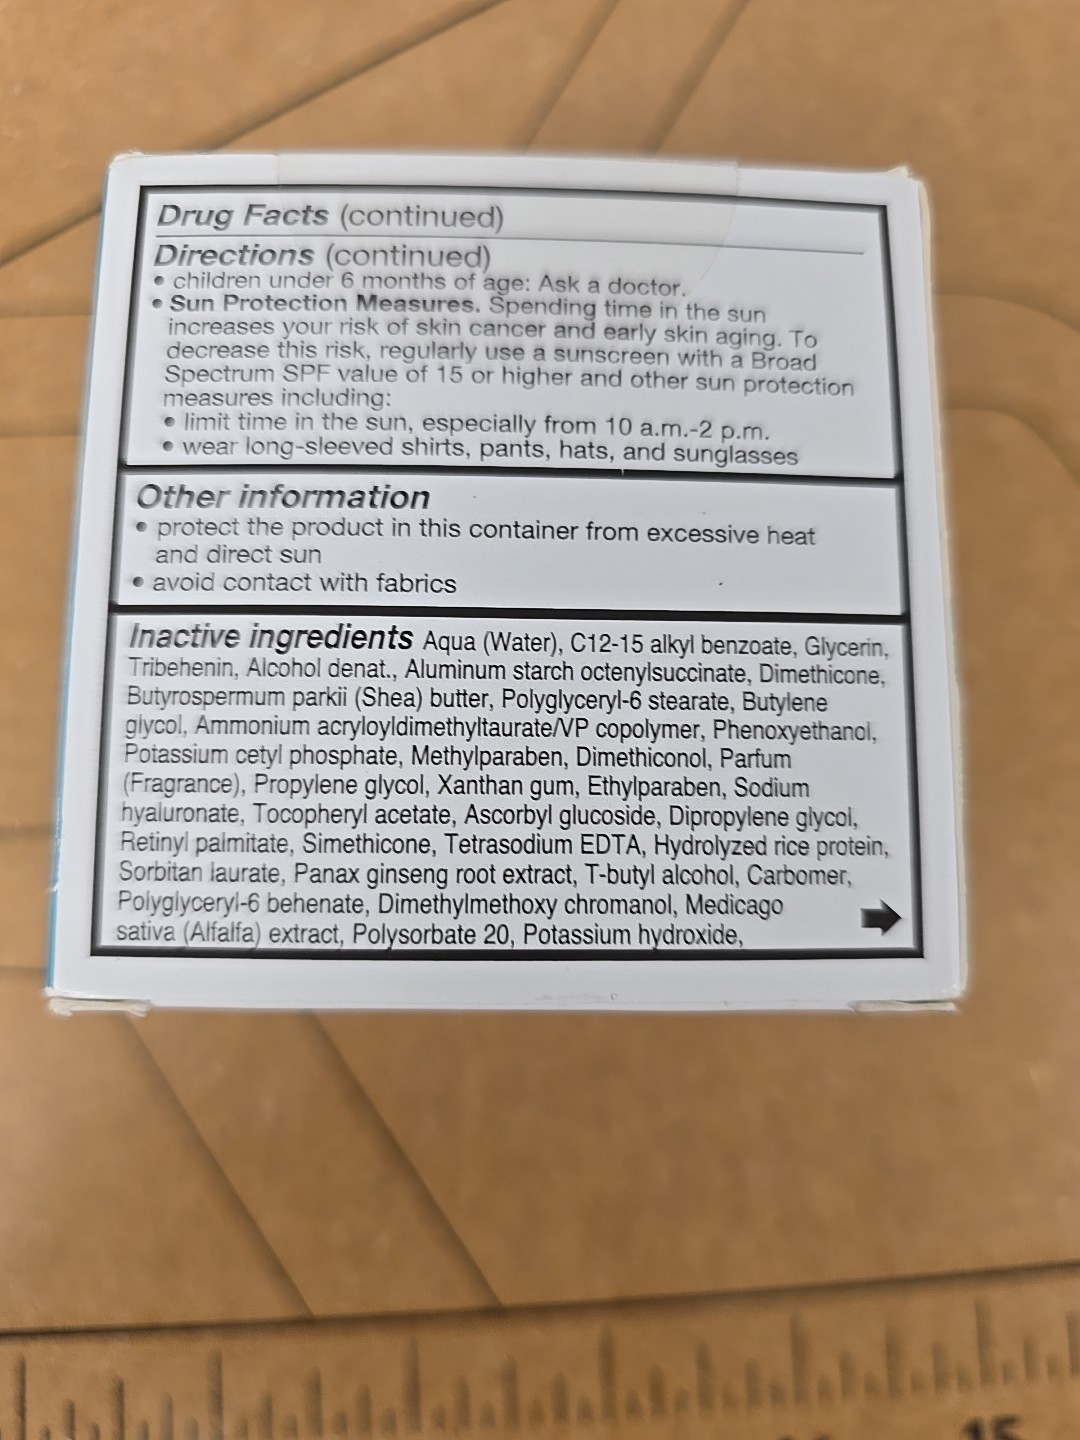 Drug Facts (continued)
Directions (continued)
• children under 6 months of age: Ask a doctor.
• Sun Protection Measures. Spending time in the sun
increases your risk of skin cancer and early skin aging. To
decrease this risk, regularly use a sunscreen with a Broad
Spectrum SPF value of 15 or higher and other sun protection
measures including:
• limit time in the sun, especially from 10 a.m.-2 p.m.
• wear long-sleeved shirts, pants, hats, and sunglasses
Other information
• protect the product in this container from excessive heat
and direct sun
• avoid contact with fabrics
Inactive ingredients Aqua (Water), C12-15 alkyl benzoate, Glycerin,
Tribehenin, Alcohol denat., Aluminum starch octenylsuccinate, Dimethicone,
Butyrospermum parkii (Shea) butter, Polyglyceryl-6 stearate, Butylene
glycol, Ammonium acryloyldimethyltaurate/VP copolymer, Phenoxyethanol,
Potassium cetyl phosphate, Methylparaben, Dimethiconol, Parfum
(Fragrance), Propylene glycol, Xanthan gum, Ethylparaben, Sodium
hyaluronate, Tocopheryl acetate, Ascorbyl glucoside, Dipropylene glycol,
Retinyl palmitate, Simethicone, Tetrasodium EDTA, Hydrolyzed rice protein,
Sorbitan laurate, Panax ginseng root extract, T-butyl alcohol, Carbomer,
Polyglyceryl-6 behenate, Dimethylmethoxy chromanol, Medicago
sativa (Alfalfa) extract, Polysorbate 20, Potassium hydroxide,
15